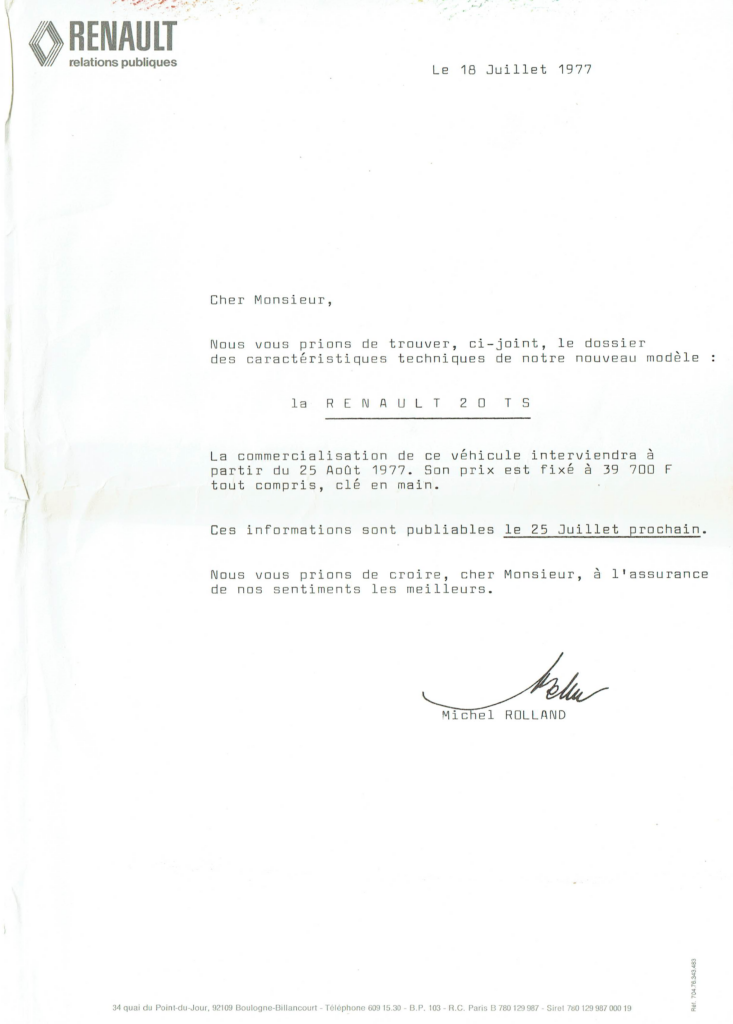 RENAULT
relations publiques
Le 18 Juillet 1977
Cher Monsieur,
Nous vous prions de trouver, ci-joint, le dossier
des caractéristiques techniques de notre nouveau modèle :
la R E N A U L T 2 0 T S
La commercialisation de ce véhicule interviendra à
partir du 25 Août 1977. Son prix est fixé à 39 700 F
tout compris, clé en main.
Ces informations sont publiables le 25 Juillet prochain.
Nous vous prions de croire, cher Monsieur, à l'assurance
de nos sentiments les meilleurs.
Michel ROLLAND
34 quai du Point-du-Jour, 92109 Boulogne-Billancourt - Téléphone 609 15.30 - B.P. 103 - R.C. Paris B 780 129 987 - Siret 780 129 987 000 19